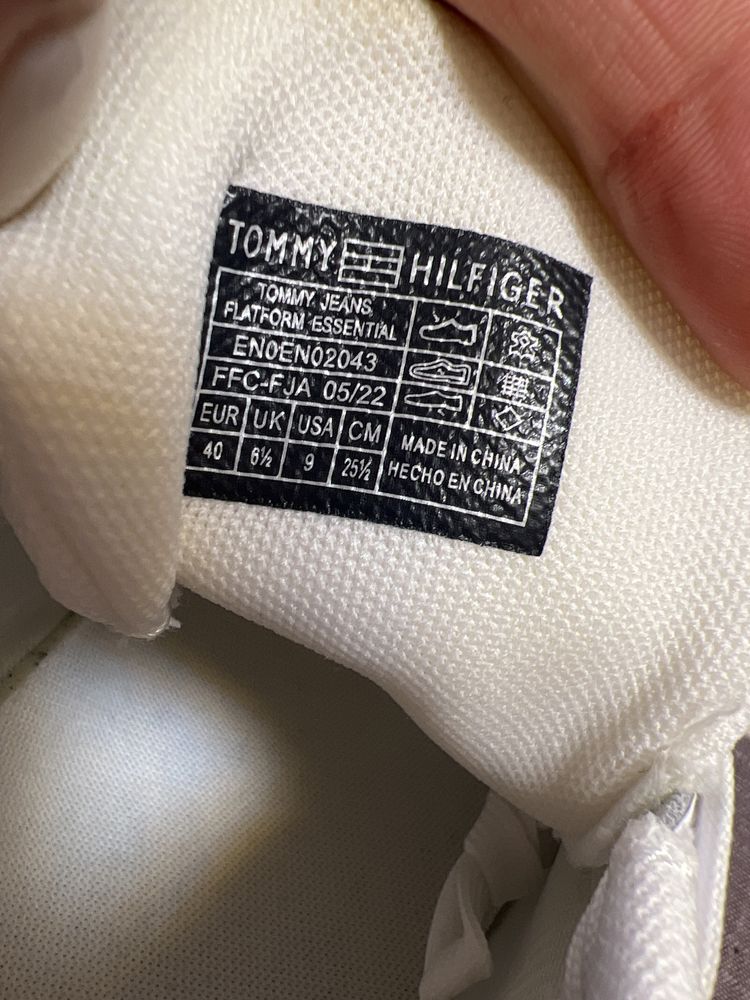 TOMMY HILFIGER
TOMMY JEANS
FLATFORM ESSENTIAL
EN0EN02043
FFC-FJA 05/22
EUR UK USA CM
40 6½ 9 25½
MADE IN CHINA
HECHO EN CHINA